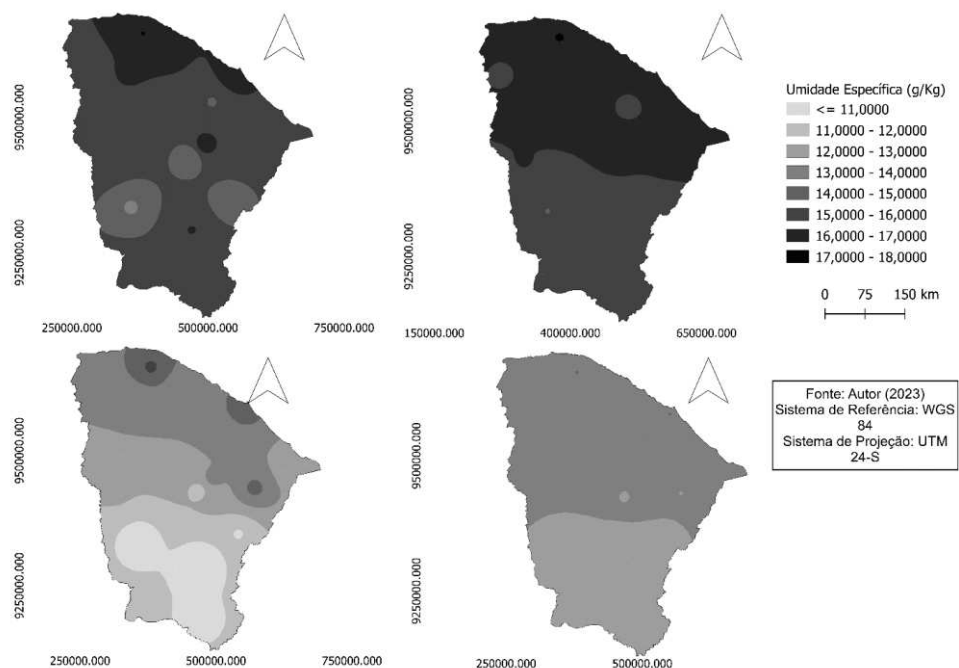 9500000.000
9250000.000
250000.000 500000.000 750000.000
9500000.000
9250000.000
150000.000 400000.000 650000.000
Umidade Específica (g/Kg)
<= 11,0000
11,0000 - 12,0000
12,0000 - 13,0000
13,0000 - 14,0000
14,0000 - 15,0000
15,0000 - 16,0000
16,0000 - 17,0000
17,0000 - 18,0000
0 75 150 km
9500000.000
9250000.000
250000.000 500000.000 750000.000
9500000.000
9250000.000
250000.000 500000.000
Fonte: Autor (2023)
Sistema de Referência: WGS
84
Sistema de Projeção: UTM
24-S